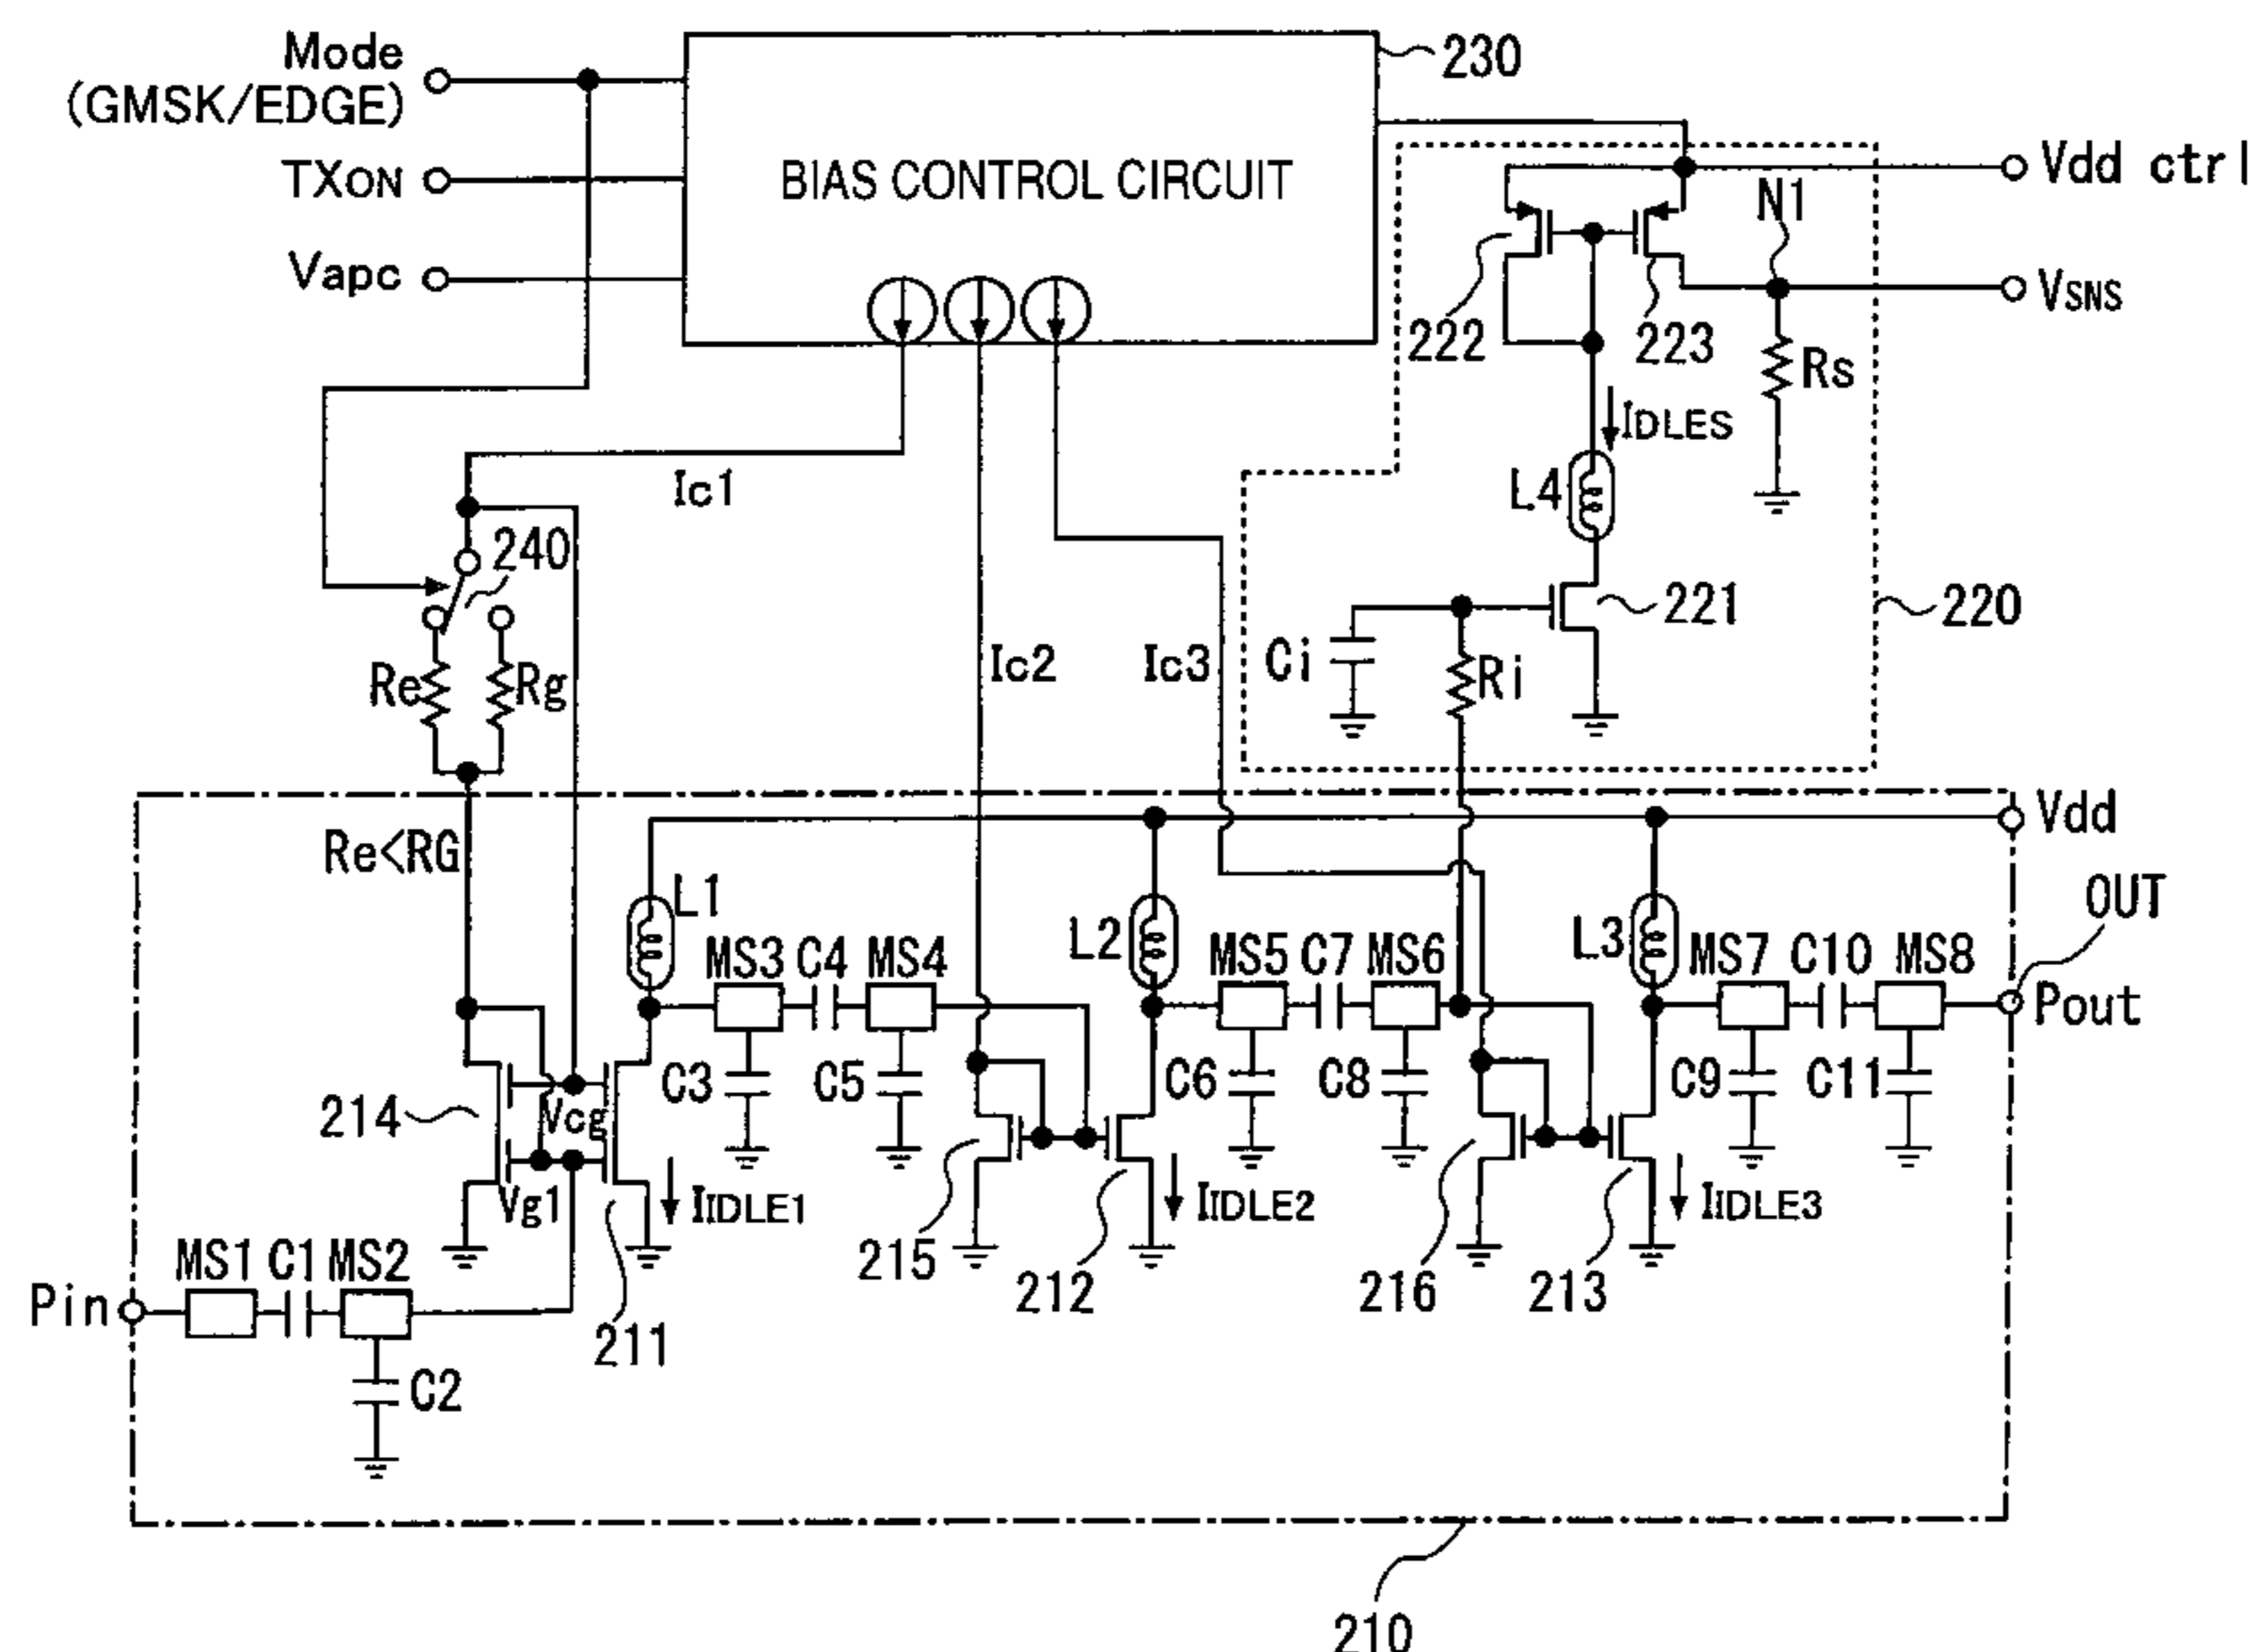 Mode
(GMSK/EDGE)
TXON
Vapc
BIAS CONTROL CIRCUIT
230
Vdd ctrl
N1
VSNS
222
223
Rs
IDLES
L4
Ic1
240
221
220
Ci
Ri
Ic2
Ic3
Re
Rg
Re<RG
Vdd
OUT
L1
L2
L3
MS3
C4
MS4
MS5
C7
MS6
MS7
C10
MS8
Pout
C3
C5
C6
C8
C9
C11
214
Vcg
Vg1
IIDLE1
IIDLE2
IIDLE3
215
212
216
213
MS1
C1
MS2
Pin
211
C2
210